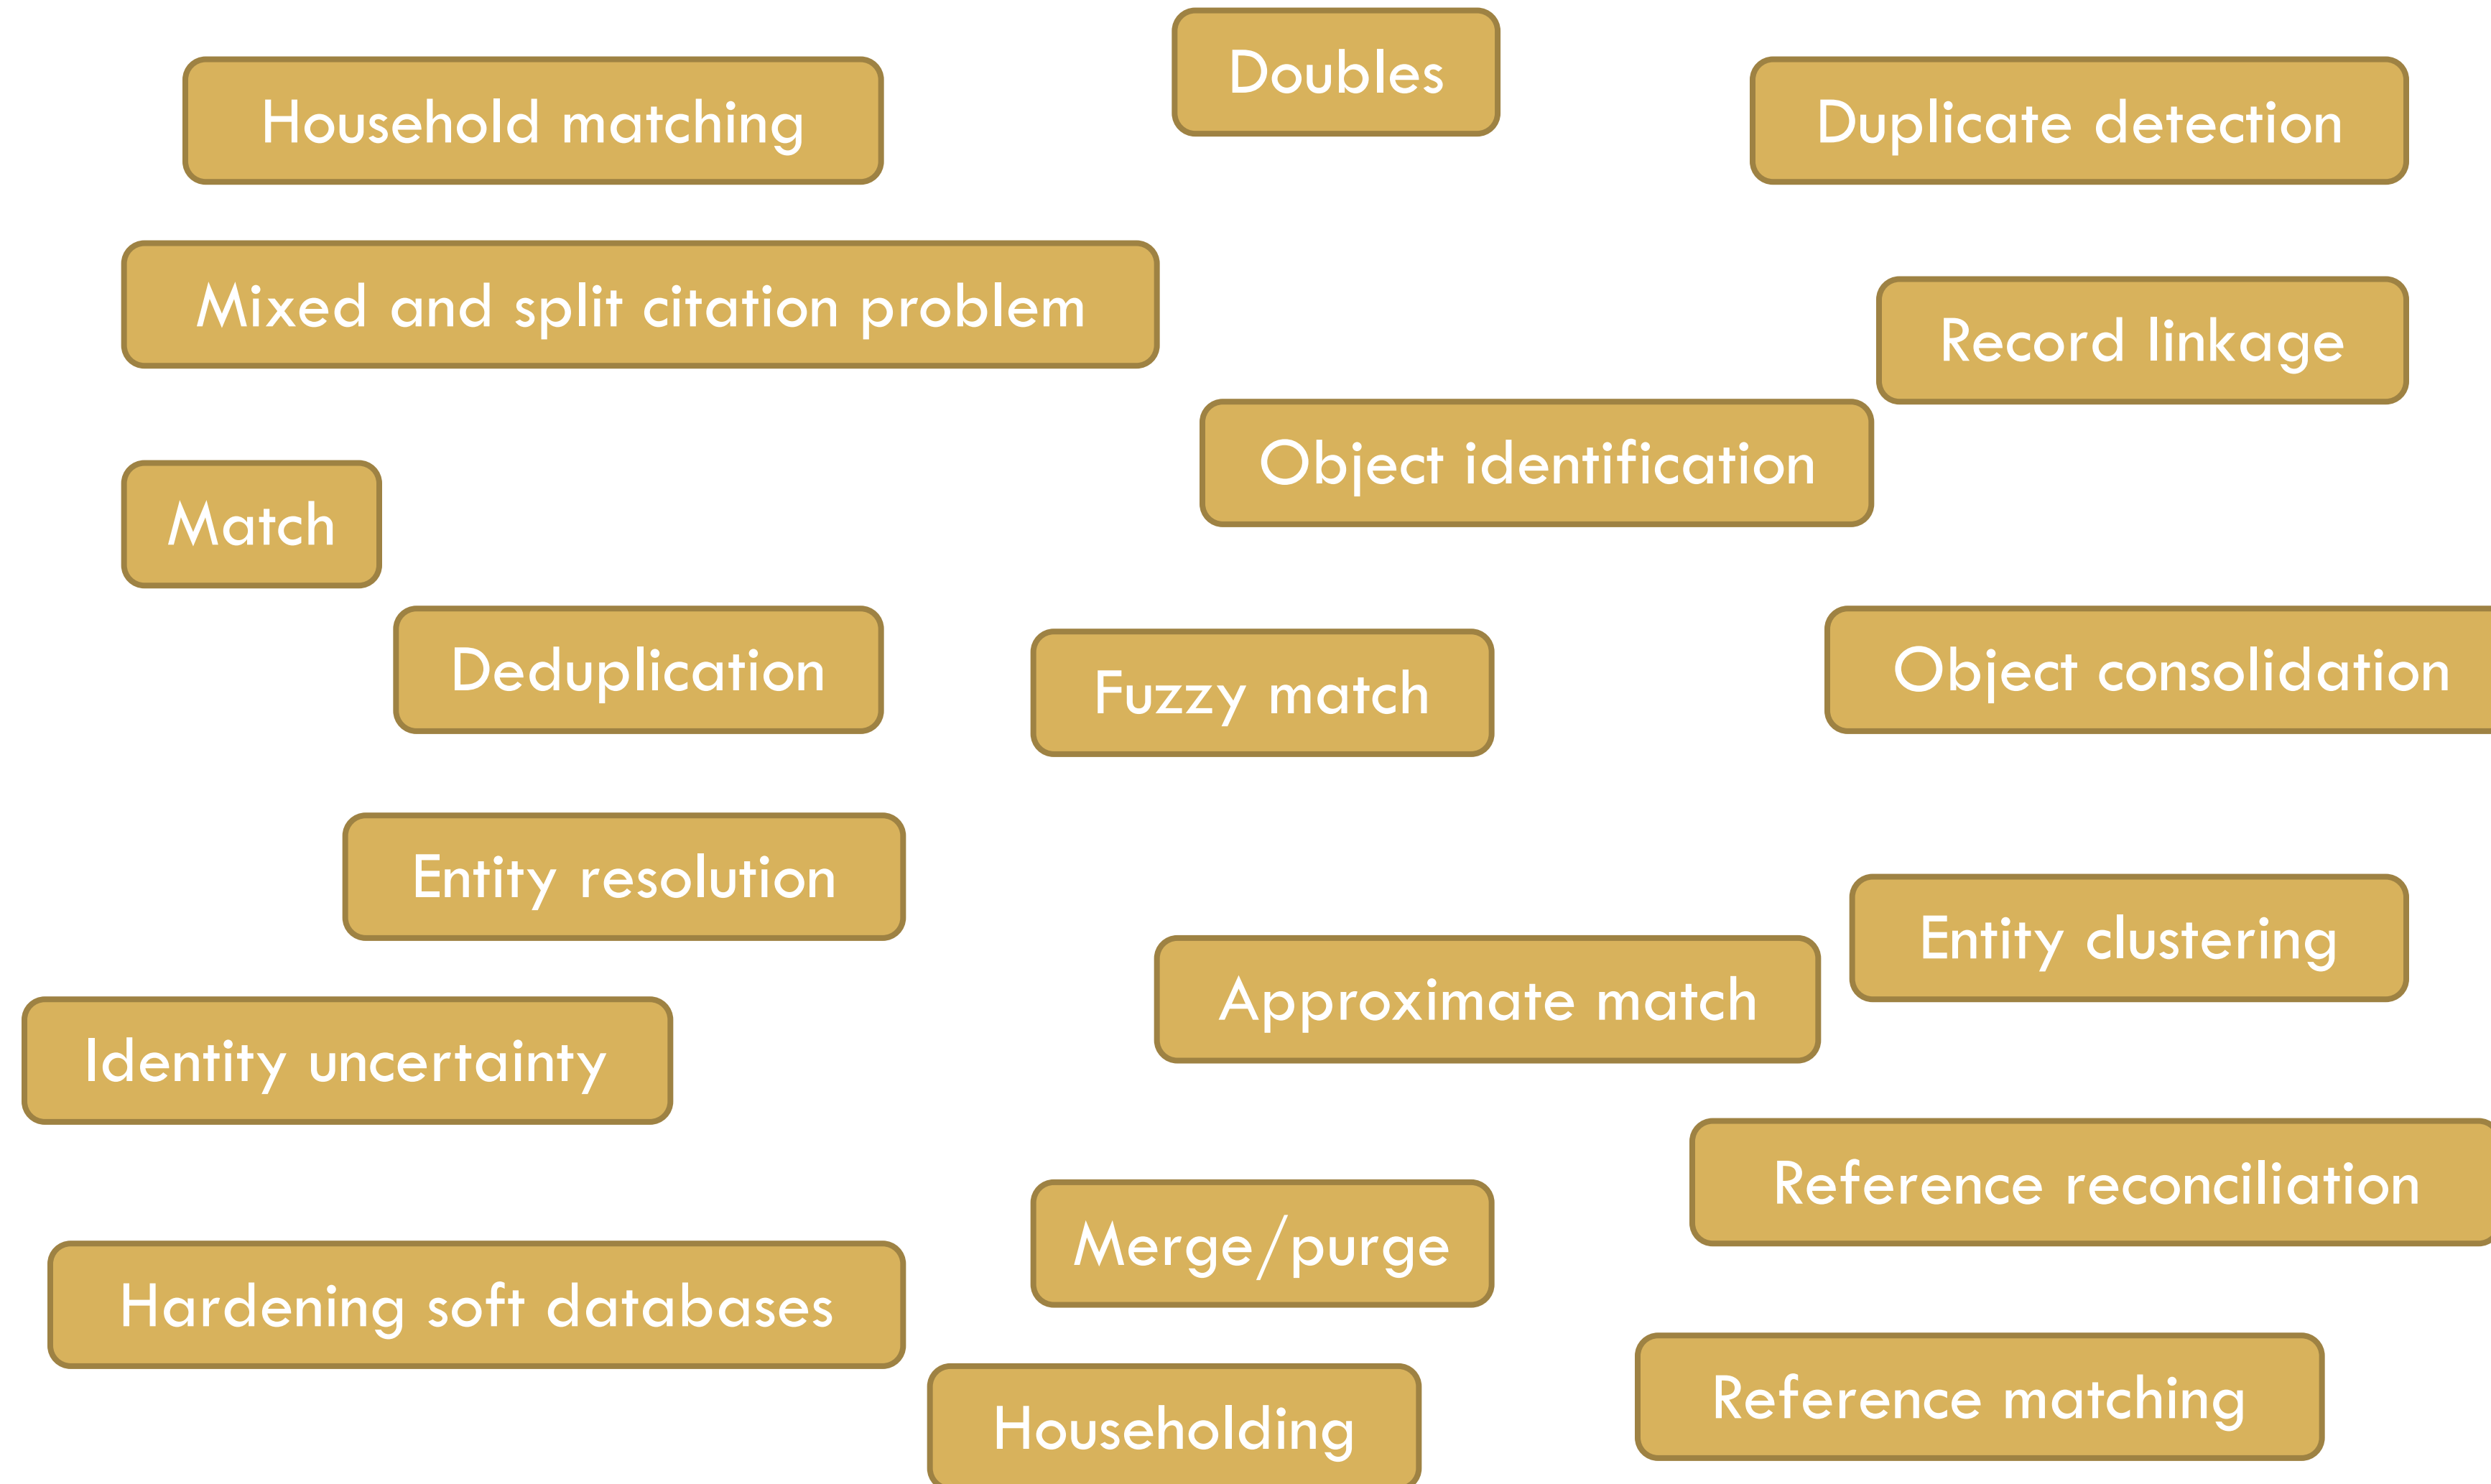 Doubles
Household matching
Duplicate detection
Mixed and split citation problem
Record linkage
Object identification
Match
Deduplication
Fuzzy match
Object consolidation
Entity resolution
Entity clustering
Approximate match
Identity uncertainty
Reference reconciliation
Merge/purge
Hardening soft databases
Reference matching
Householding